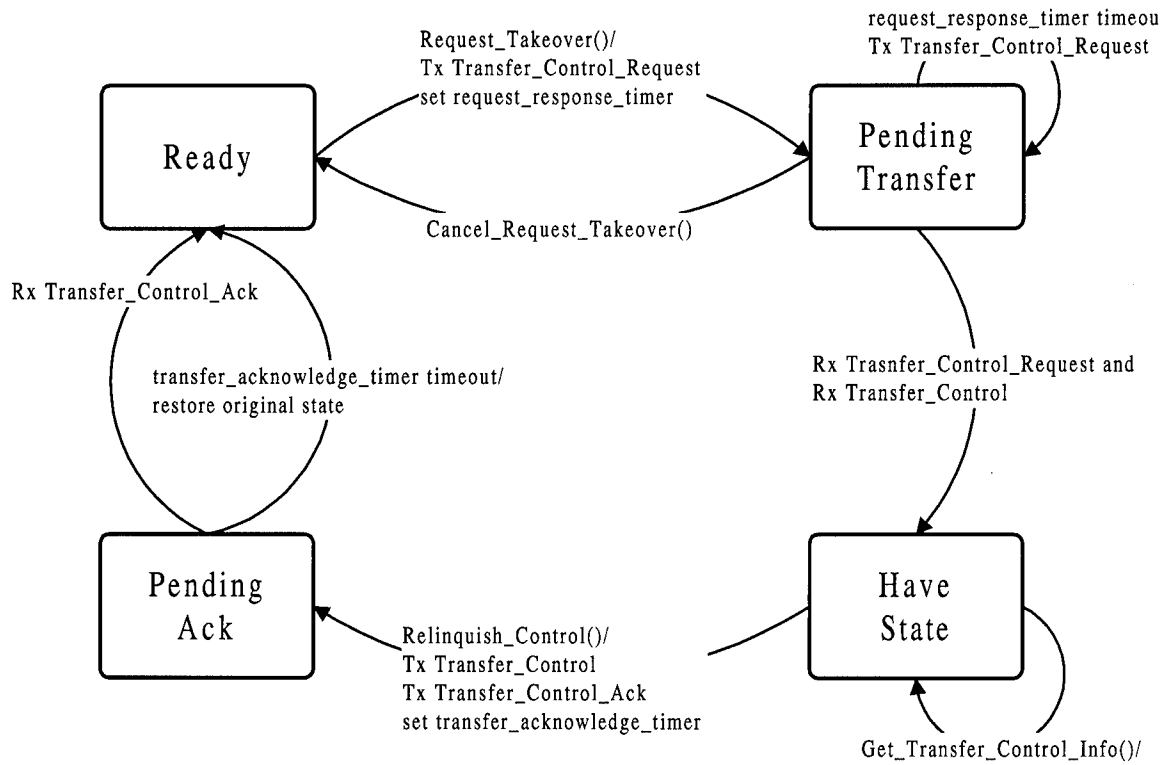 Request_Takeover()/
Tx Transfer_Control_Request
set request_response_timer
request_response_timer timeou
Tx Transfer_Control_Request
Ready
Pending
Transfer
Cancel_Request_Takeover()
Rx Transfer_Control_Ack
transfer_acknowledge_timer timeout/
restore original state
Rx Trasnfer_Control_Request and
Rx Transfer_Control
Pending
Ack
Have
State
Relinquish_Control()/
Tx Transfer_Control
Tx Transfer_Control_Ack
set transfer_acknowledge_timer
Get_Transfer_Control_Info()/